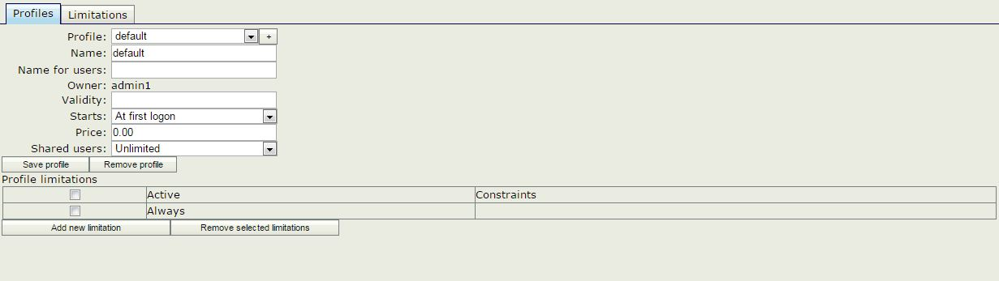 Profiles Limitations
Profile: default +
Name: default
Name for users:
Owner: admin1
Validity:
Starts: At first logon
Price: 0.00
Shared users: Unlimited
Save profile Remove profile
Profile limitations
Active Constraints
Always
Add new limitation Remove selected limitations